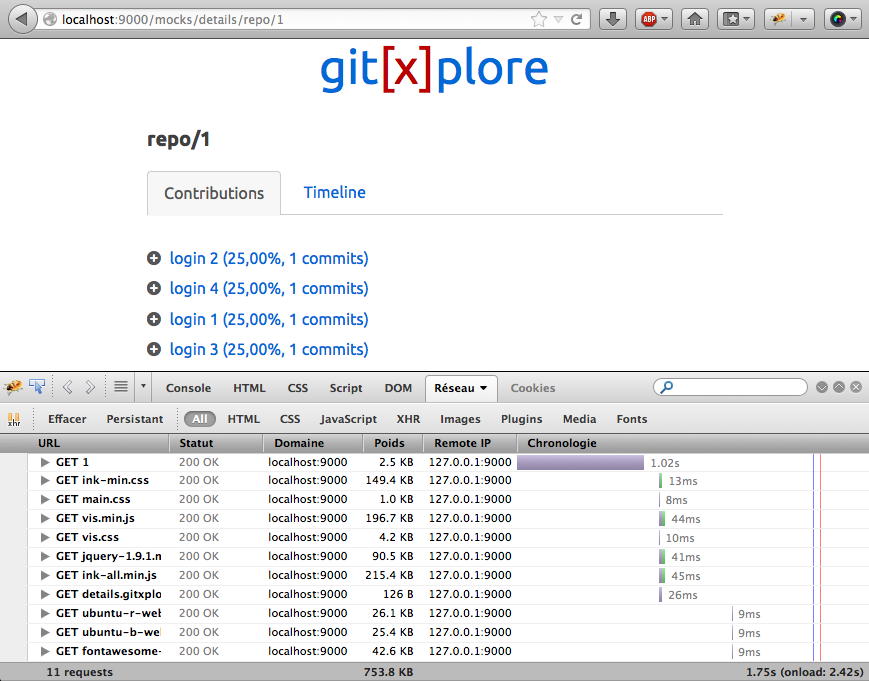 localhost:9000/mocks/details/repo/1
ABP
git[x]plore
repo/1
Contributions Timeline
login 2 (25,00%, 1 commits)
login 4 (25,00%, 1 commits)
login 1 (25,00%, 1 commits)
login 3 (25,00%, 1 commits)
Console HTML CSS Script DOM Réseau Cookies
xhr Effacer Persistant All HTML CSS JavaScript XHR Images Plugins Media Fonts
URL Statut Domaine Poids Remote IP Chronologie
GET 1 200 OK localhost:9000 2.5 KB 127.0.0.1:9000 1.02s
GET ink-min.css 200 OK localhost:9000 149.4 KB 127.0.0.1:9000 13ms
GET main.css 200 OK localhost:9000 1.0 KB 127.0.0.1:9000 8ms
GET vis.min.js 200 OK localhost:9000 196.7 KB 127.0.0.1:9000 44ms
GET vis.css 200 OK localhost:9000 4.2 KB 127.0.0.1:9000 10ms
GET jquery-1.9.1.m 200 OK localhost:9000 90.5 KB 127.0.0.1:9000 41ms
GET ink-all.min.js 200 OK localhost:9000 215.4 KB 127.0.0.1:9000 45ms
GET details.gitxplo 200 OK localhost:9000 126 B 127.0.0.1:9000 26ms
GET ubuntu-r-web 200 OK localhost:9000 26.1 KB 127.0.0.1:9000 9ms
GET ubuntu-b-we 200 OK localhost:9000 25.4 KB 127.0.0.1:9000 9ms
GET fontawesome- 200 OK localhost:9000 42.6 KB 127.0.0.1:9000 9ms
11 requests 753.8 KB 1.75s (onload: 2.42s)